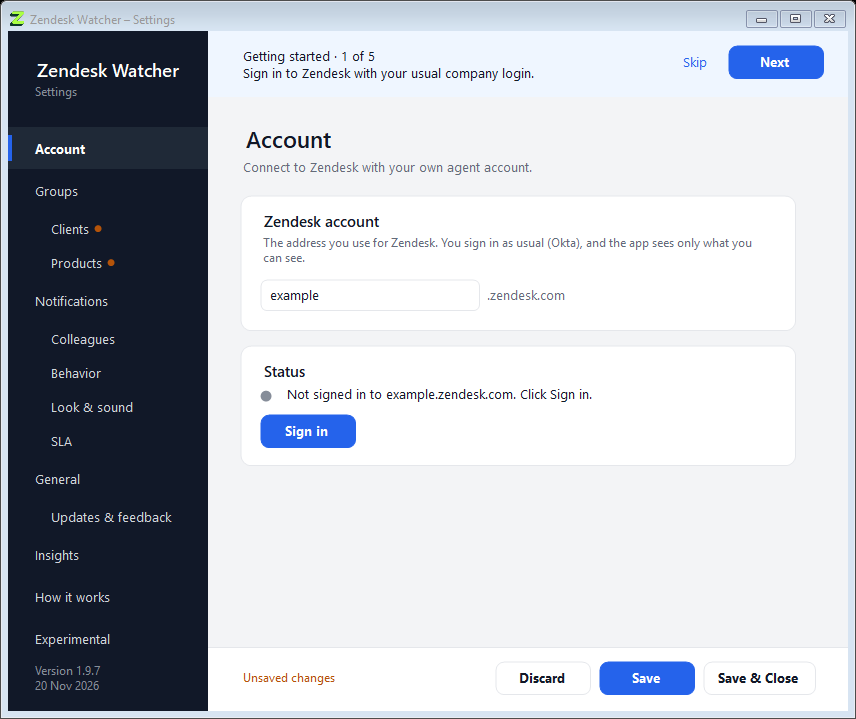 Zendesk Watcher – Settings
Zendesk Watcher
Settings
Account
Groups
Clients
Products
Notifications
Colleagues
Behavior
Look & sound
SLA
General
Updates & feedback
Insights
How it works
Experimental
Version 1.9.7
20 Nov 2026
Getting started · 1 of 5
Sign in to Zendesk with your usual company login.
Skip
Next
Account
Connect to Zendesk with your own agent account.
Zendesk account
The address you use for Zendesk. You sign in as usual (Okta), and the app sees only what you
can see.
example .zendesk.com
Status
Not signed in to example.zendesk.com. Click Sign in.
Sign in
Unsaved changes
Discard
Save
Save & Close